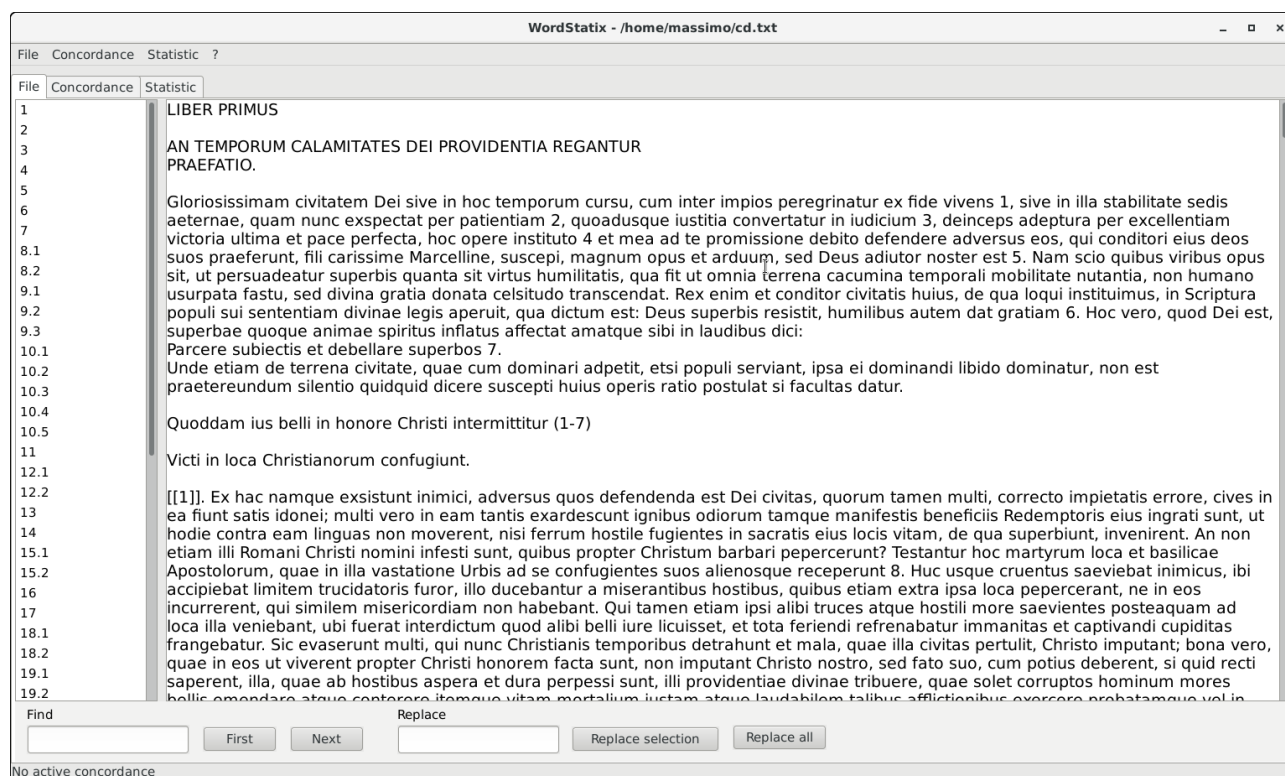 WordStatix - /home/massimo/cd.txt
File Concordance Statistic ?
File Concordance Statistic
1
2
3
4
5
6
7
8.1
8.2
9.1
9.2
9.3
10.1
10.2
10.3
10.4
10.5
11
12.1
12.2
13
14
15.1
15.2
16
17
18.1
18.2
19.1
19.2
LIBER PRIMUS
AN TEMPORUM CALAMITATES DEI PROVIDENTIA REGANTUR
PRAEFATIO.
Gloriosissimam civitatem Dei sive in hoc temporum cursu, cum inter impios peregrinatur ex fide vivens 1, sive in illa stabilitate sedis
aeternae, quam nunc exspectat per patientiam 2, quoadusque iustitia convertatur in iudicium 3, deinceps adeptura per excellentiam
victoria ultima et pace perfecta, hoc opere instituto 4 et mea ad te promissione debito defendere adversus eos, qui conditori eius deos
suos praeferunt, fili carissime Marcelline, suscepi, magnum opus et arduum, sed Deus adiutor noster est 5. Nam scio quibus viribus opus
sit, ut persuadeatur superbis quanta sit virtus humilitatis, qua fit ut omnia terrena cacumina temporali mobilitate nutantia, non humano
usurpata fastu, sed divina gratia donata celsitudo transcendat. Rex enim et conditor civitatis huius, de qua loqui instituimus, in Scriptura
populi sui sententiam divinae legis aperuit, qua dictum est: Deus superbis resistit, humilibus autem dat gratiam 6. Hoc vero, quod Dei est,
superbae quoque animae spiritus inflatus affectat amatque sibi in laudibus dici:
Parcere subiectis et debellare superbos 7.
Unde etiam de terrena civitate, quae cum dominari adpetit, etsi populi serviant, ipsa ei dominandi libido dominatur, non est
praetereundum silentio quidquid dicere suscepti huius operis ratio postulat si facultas datur.
Quoddam ius belli in honore Christi intermittitur (1-7)
Victi in loca Christianorum confugiunt.
[[1]]. Ex hac namque exsistunt inimici, adversus quos defendenda est Dei civitas, quorum tamen multi, correcto impietatis errore, cives in
ea fiunt satis idonei; multi vero in eam tantis exardescunt ignibus odiorum tamque manifestis beneficiis Redemptoris eius ingrati sunt, ut
hodie contra eam linguas non moverent, nisi ferrum hostile fugientes in sacratis eius locis vitam, de qua superbiunt, invenirent. An non
etiam illi Romani Christi nomini infesti sunt, quibus propter Christum barbari pepercerunt? Testantur hoc martyrum loca et basilicae
Apostolorum, quae in illa vastatione Urbis ad se confugientes suos alienosque receperunt 8. Huc usque cruentus saeviebat inimicus, ibi
accipiebat limitem trucidatoris furor, illo ducebantur a miserantibus hostibus, quibus etiam extra ipsa loca pepercerant, ne in eos
incurrerent, qui similem misericordiam non habebant. Qui tamen etiam ipsi alibi truces atque hostili more saevientes posteaquam ad
loca illa veniebant, ubi fuerat interdictum quod alibi belli iure licuisset, et tota feriendi refrenabatur immanitas et captivandi cupiditas
frangebatur. Sic evaserunt multi, qui nunc Christianis temporibus detrahunt et mala, quae illa civitas pertulit, Christo imputant; bona vero,
quae in eos ut viverent propter Christi honorem facta sunt, non imputant Christo nostro, sed fato suo, cum potius deberent, si quid recti
saperent, illa, quae ab hostibus aspera et dura perpessi sunt, illi providentiae divinae tribuere, quae solet corruptos hominum mores
bellis emendare atque conterere itemque vitam mortalium iustam atque laudabilem talibus afflictionibus exercere probatamque vel in
Find Replace
First Next Replace selection Replace all
No active concordance